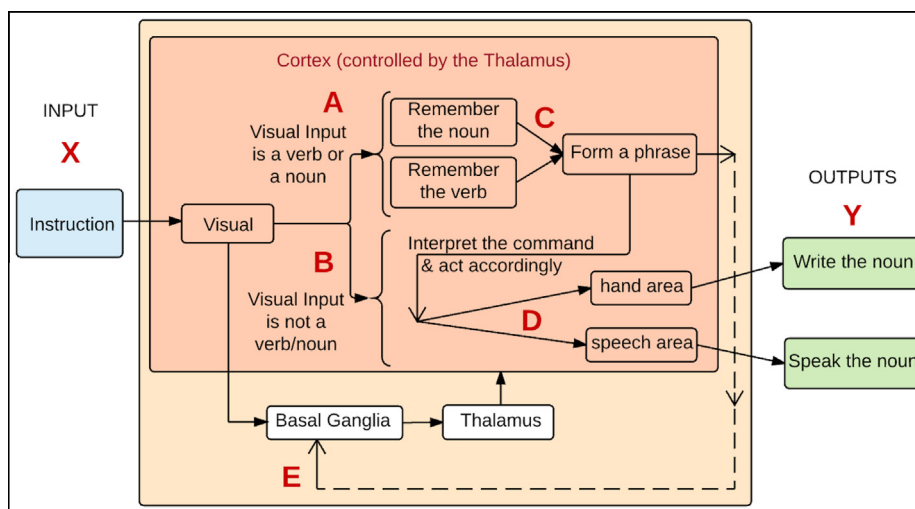 Cortex (controlled by the Thalamus)
INPUT
X
Instruction
Visual
A
Visual Input
is a verb or
a noun
Remember
the noun
Remember
the verb
C
Form a phrase
B
Visual Input
is not a
verb/noun
Interpret the command
& act accordingly
D
hand area
speech area
OUTPUTS
Y
Write the noun
Speak the noun
Basal Ganglia
Thalamus
E